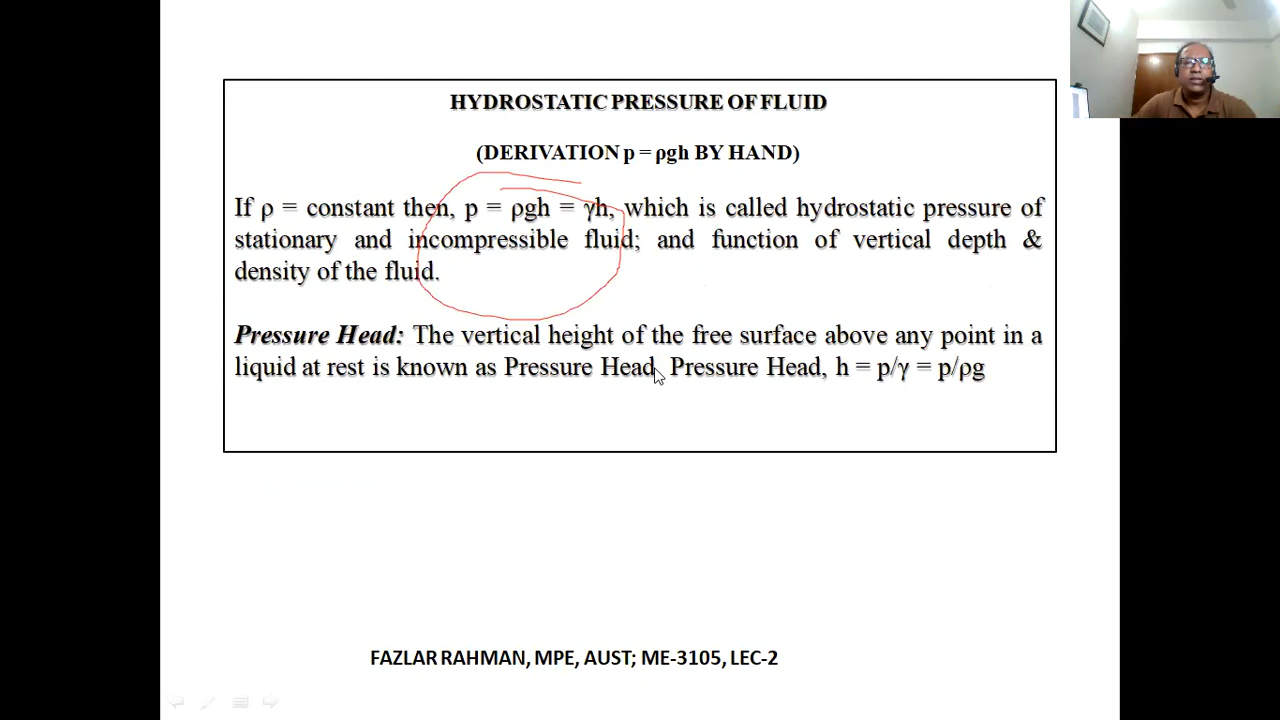 HYDROSTATIC PRESSURE OF FLUID
(DERIVATION p = ρgh BY HAND)
If ρ = constant then, p = ρgh = γh, which is called hydrostatic pressure of
stationary and incompressible fluid; and function of vertical depth &
density of the fluid.
Pressure Head: The vertical height of the free surface above any point in a
liquid at rest is known as Pressure Head. Pressure Head, h = p/γ = p/ρg
FAZLAR RAHMAN, MPE, AUST; ME-3105, LEC-2